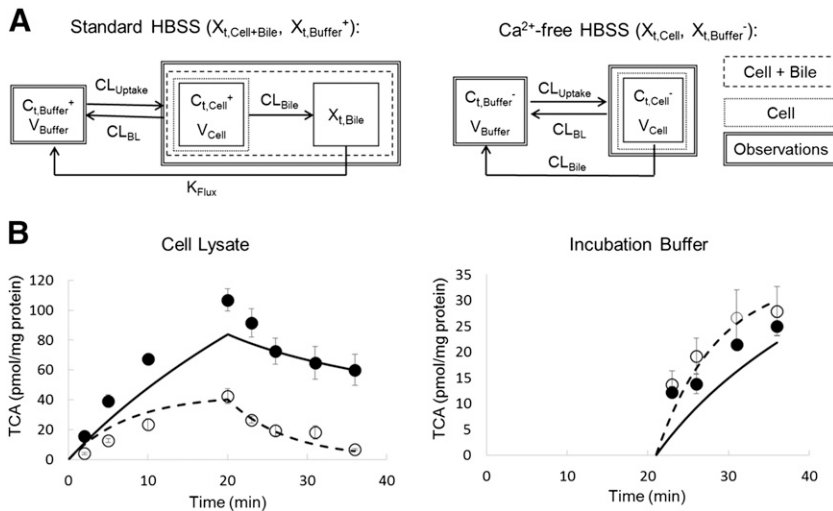 A
Standard HBSS (Xt,Cell+Bile, Xt,Buffer+):
Ca2+-free HBSS (Xt,Cell, Xt,Buffer-):
Ct,Buffer+
VBuffer
CLUptake
CLBL
Ct,Cell+
VCell
CLBile
Xt,Bile
KFlux
Ct,Buffer-
VBuffer
CLUptake
CLBL
CLBile
Ct,Cell-
VCell
Cell + Bile
Cell
Observations
B
Cell Lysate
TCA (pmol/mg protein)
120
100
80
60
40
20
0
0 10 20 30 40
Time (min)
Incubation Buffer
TCA (pmol/mg protein)
35
30
25
20
15
10
5
0
0 10 20 30 40
Time (min)